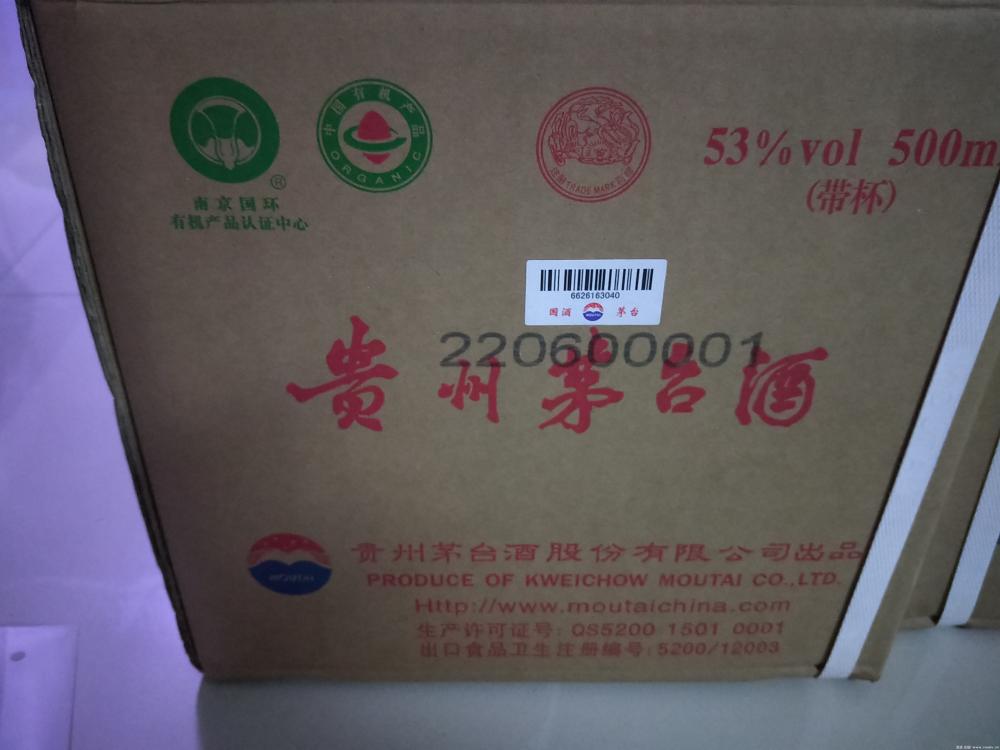 中国有机产品
ORGANIC
TRADE MARK
53%vol 500m
(带杯)
南京国环
有机产品认证中心
®
6626163040
国酒 茅台
220600001
贵州茅台酒
MOUTAI
贵州茅台酒股份有限公司出品
PRODUCE OF KWEICHOW MOUTAI CO.,LTD.
Http://www.moutaichina.com
生产许可证号: QS5200 1501 0001
出口食品卫生注册编号:5200/12003